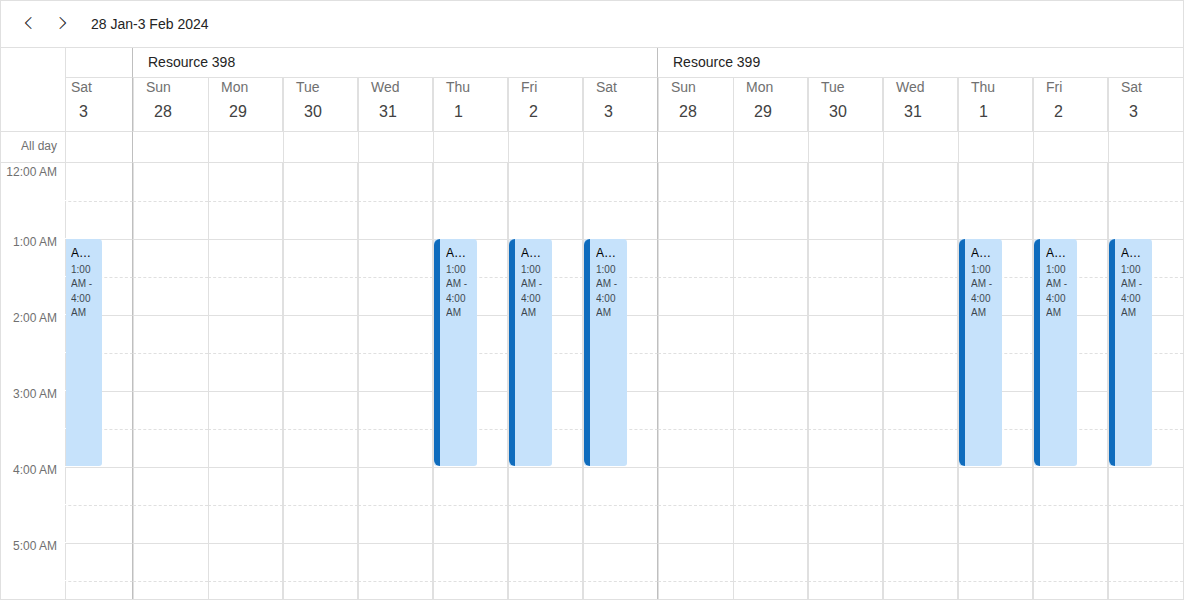 28 Jan-3 Feb 2024
Resource 398 Resource 399
Sat Sun Mon Tue Wed Thu Fri Sat Sun Mon Tue Wed Thu Fri Sat
3 28 29 30 31 1 2 3 28 29 30 31 1 2 3
All day
12:00 AM
1:00 AM
A... A... A... A... A... A... A...
1:00 1:00 1:00 1:00 1:00 1:00 1:00
AM - AM - AM - AM - AM - AM - AM -
4:00 4:00 4:00 4:00 4:00 4:00 4:00
AM AM AM AM AM AM AM
2:00 AM
3:00 AM
4:00 AM
5:00 AM